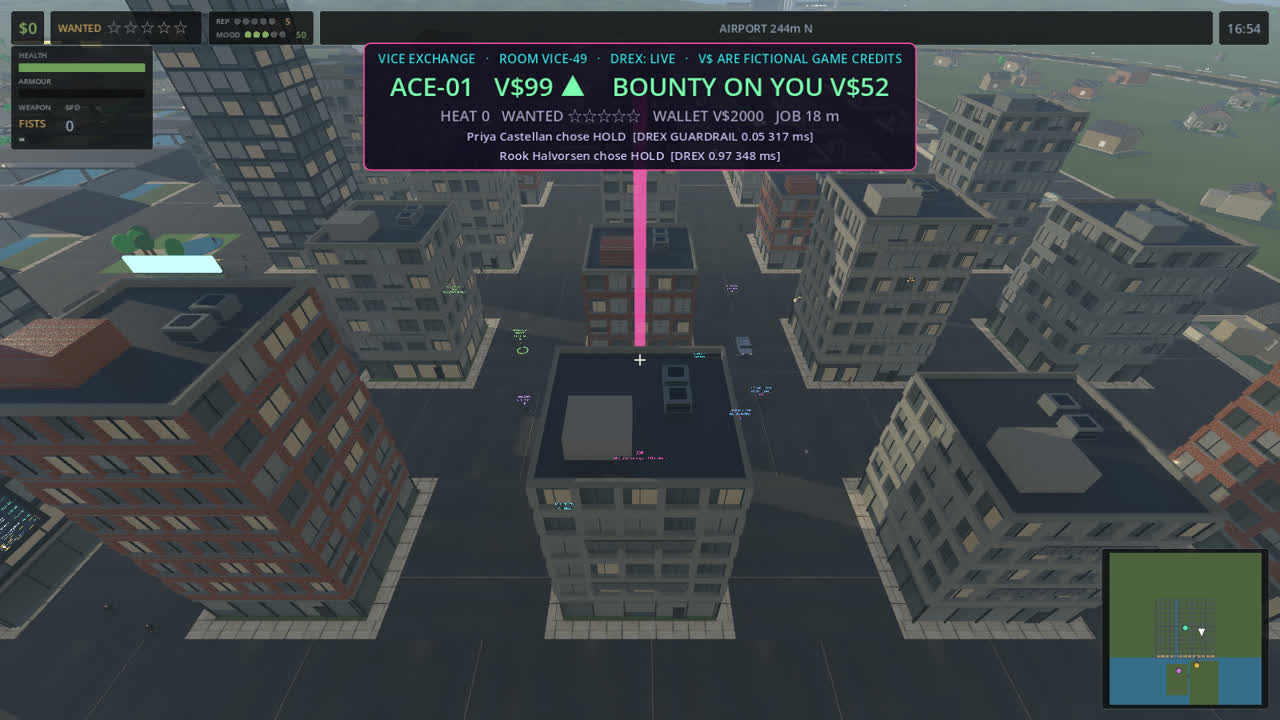 $0
WANTED ☆☆☆☆☆
REP 5
MOOD 50
AIRPORT 244m N
16:54
HEALTH
ARMOUR
WEAPON SPD
FISTS 0
VICE EXCHANGE · ROOM VICE-49 · DREX: LIVE · V$ ARE FICTIONAL GAME CREDITS
ACE-01 V$99 ▲ BOUNTY ON YOU V$52
HEAT 0 WANTED ☆☆☆☆☆ WALLET V$2000 JOB 18 m
Priya Castellan chose HOLD [DREX GUARDRAIL 0.05 317 ms]
Rook Halvorsen chose HOLD [DREX 0.97 348 ms]